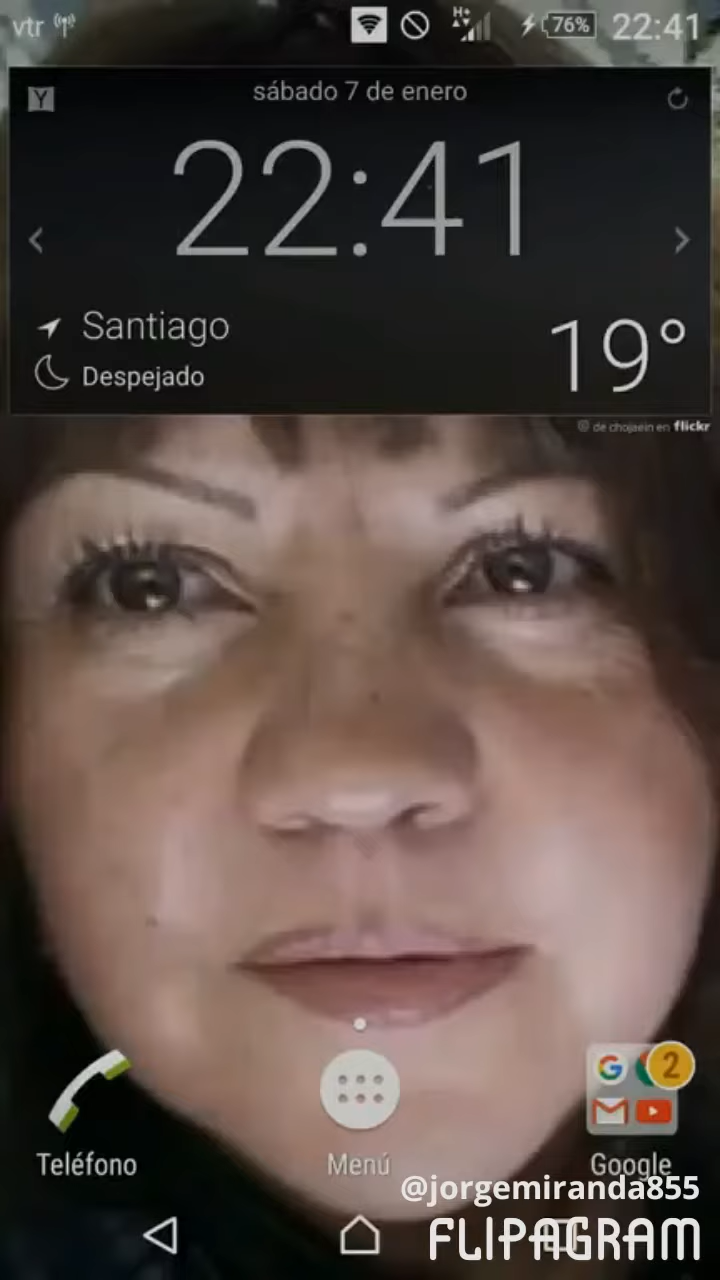 vtr H+ 76% 22:41
Y sábado 7 de enero
22:41
Santiago
19°
Despejado
© de chojaein en flickr
G 2
Teléfono Menú Google
@jorgemiranda855
FLIPAGRAM